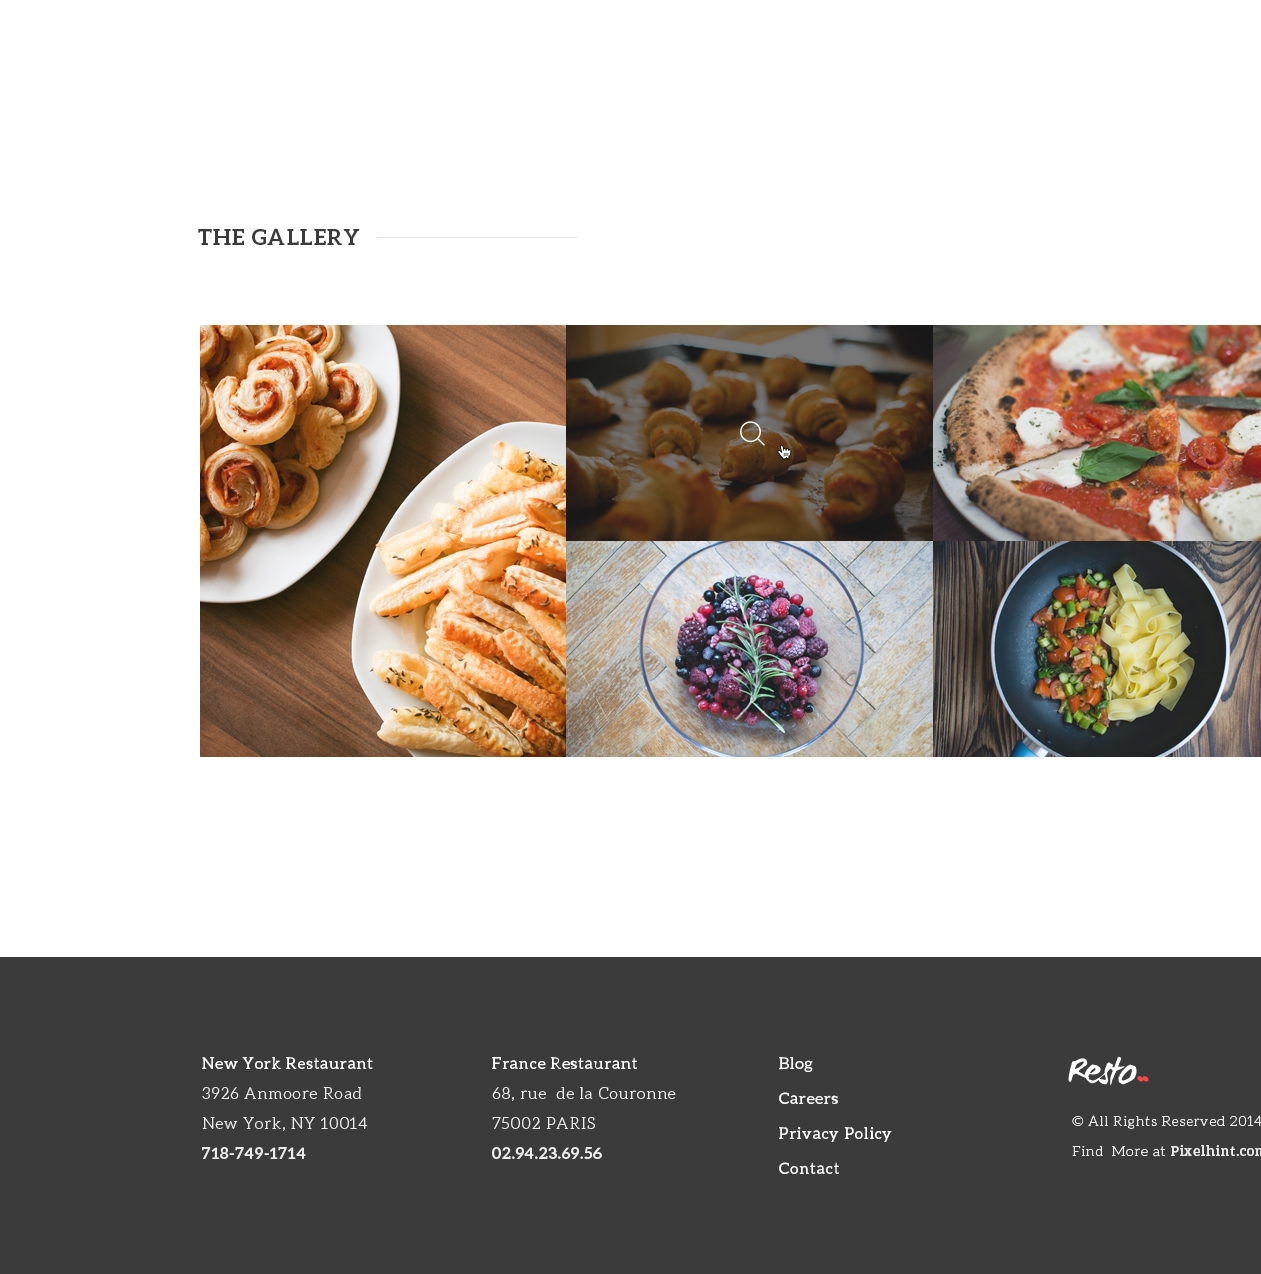 THE GALLERY
New York Restaurant
3926 Anmoore Road
New York, NY 10014
718-749-1714
France Restaurant
68, rue  de la Couronne
75002 PARIS
02.94.23.69.56
Blog
Careers
Privacy Policy
Contact
Resto
© All Rights Reserved 2014
Find  More at Pixelhint.com